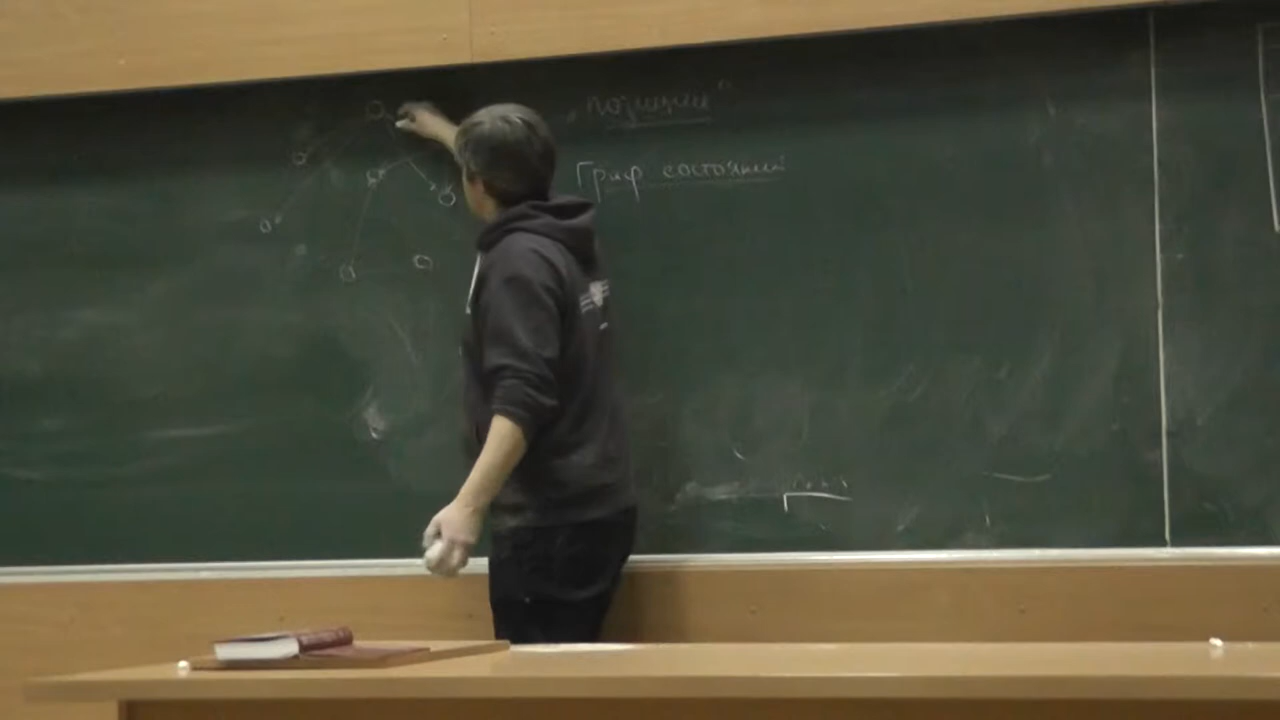 „позиций“
Граф состояний